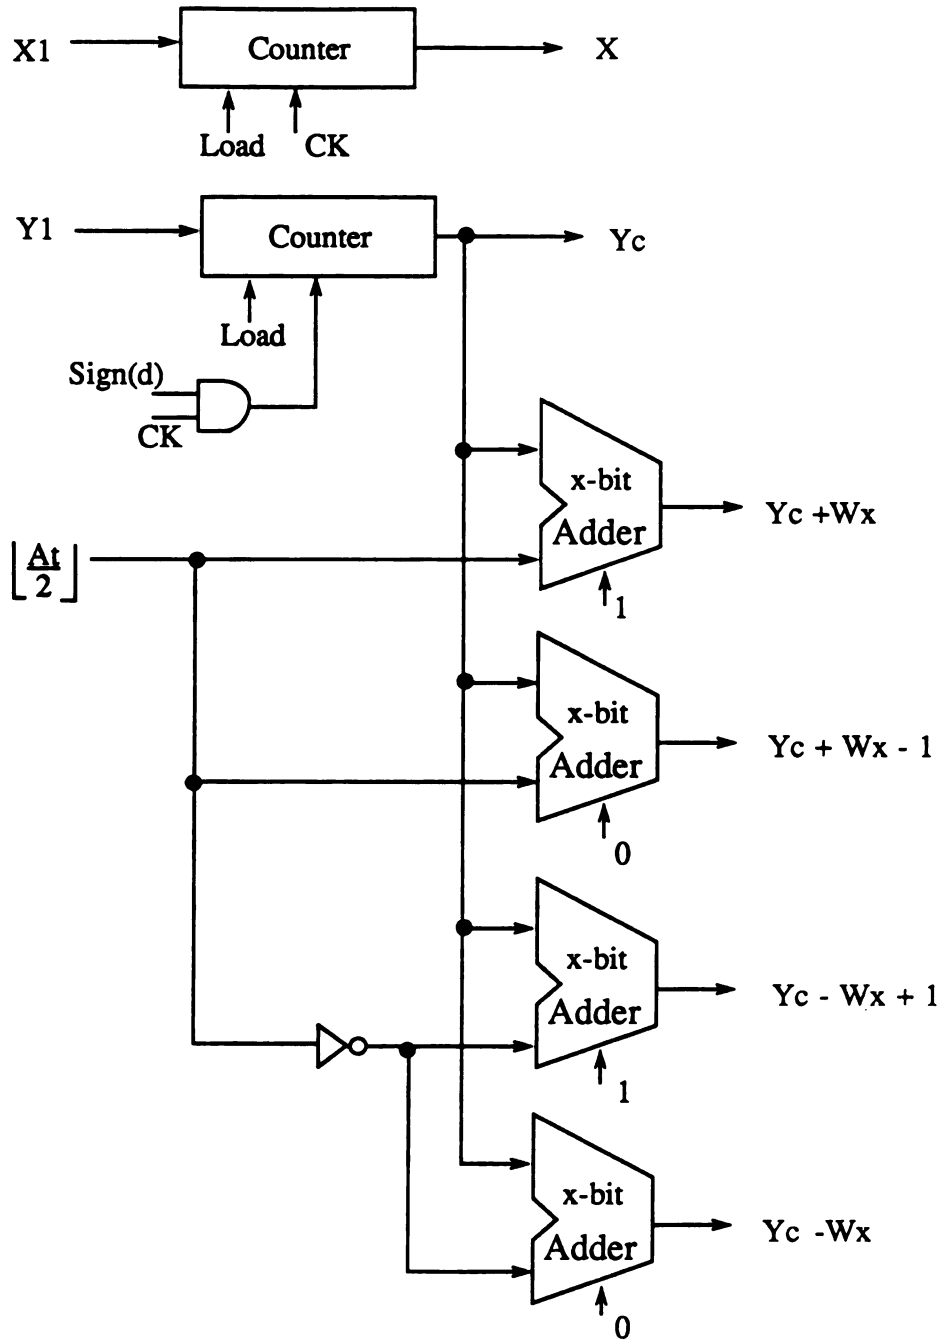 X1
Counter
X
Load
CK
Y1
Counter
Yc
Load
Sign(d)
CK
x-bit
Adder
Yc +Wx
⌊At/2⌋
1
x-bit
Adder
Yc + Wx - 1
0
x-bit
Adder
Yc - Wx + 1
1
x-bit
Adder
Yc -Wx
0